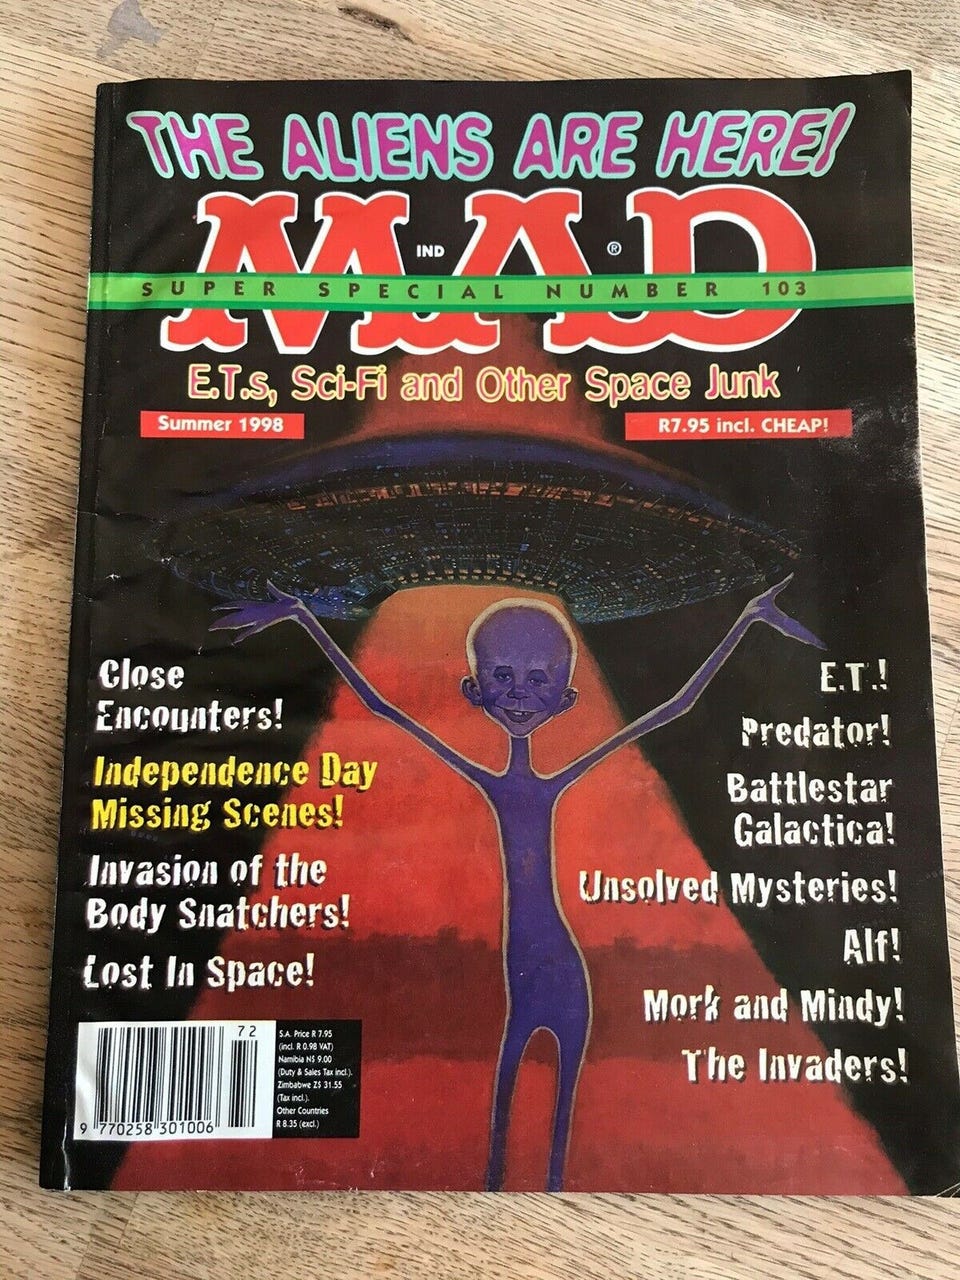 THE ALIENS ARE HERE!
MAD
IND ®
SUPER SPECIAL NUMBER 103
E.T.s, Sci-Fi and Other Space Junk
Summer 1998
R7.95 incl. CHEAP!
Close
Encounters!
Independence Day
Missing Scenes!
Invasion of the
Body Snatchers!
Lost In Space!
E.T.!
Predator!
Battlestar
Galactica!
Unsolved Mysteries!
Alf!
Mork and Mindy!
The Invaders!
72
9 770258 301006
S.A. Price R 7.95
(incl. R 0.98 VAT)
Namibia N$ 9.00
(Duty & Sales Tax incl.).
Zimbabwe Z$ 31.55
(Tax incl.).
Other Countries
R 8.35 (excl.)